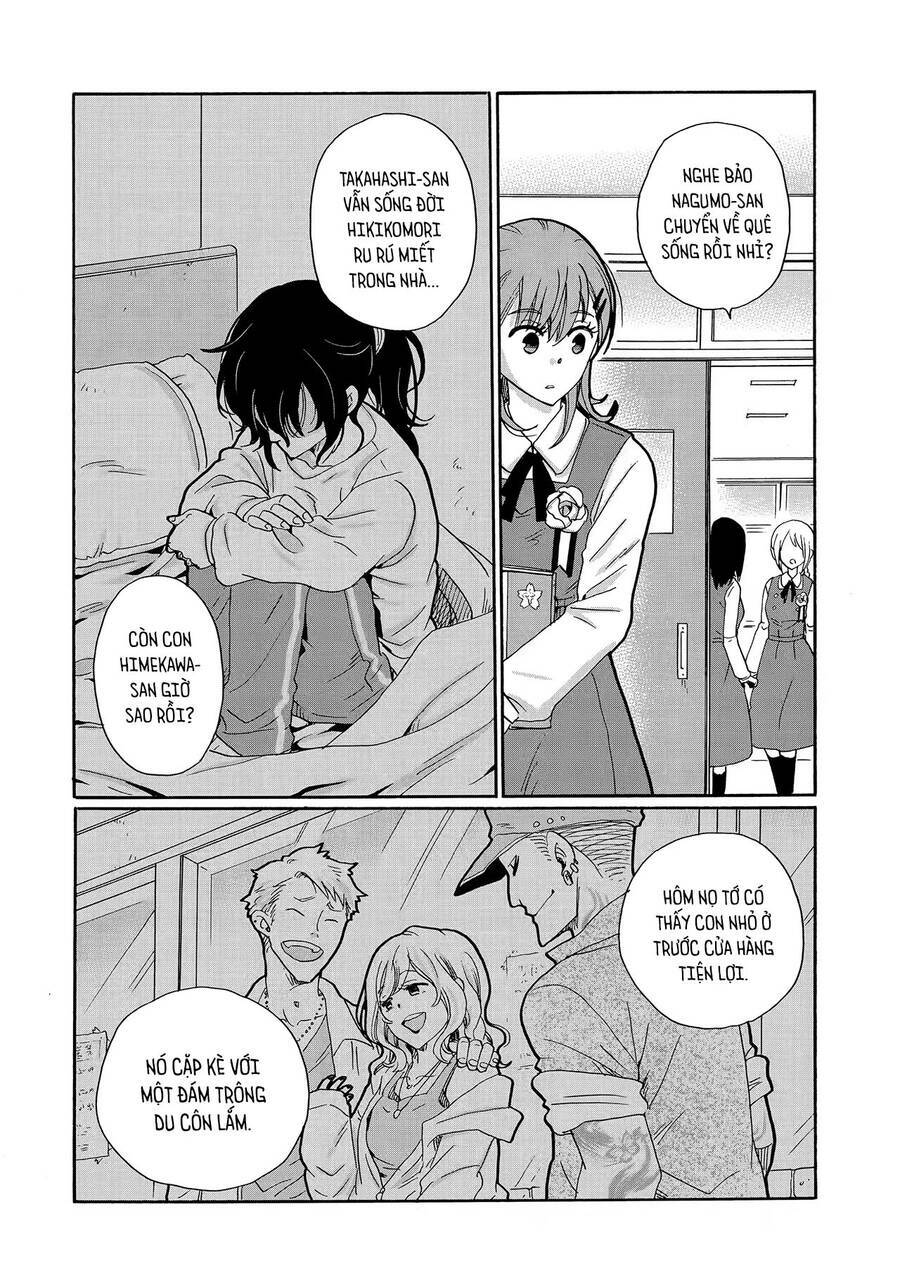 NGHE BẢO
NAGUMO-SAN
CHUYỂN VỀ QUÊ
SỐNG RỒI NHỈ?
TAKAHASHI-SAN
VẪN SỐNG ĐỜI
HIKIKOMORI
RU RÚ MIẾT
TRONG NHÀ...
CÒN CON
HIMEKAWA-
SAN GIỜ
SAO RỒI?
HÔM NỌ TỚ CÓ
THẤY CON NHỎ Ở
TRƯỚC CỬA HÀNG
TIỆN LỢI.
NÓ CẶP KÈ VỚI
MỘT ĐÁM TRÔNG
DU CÔN LẮM.